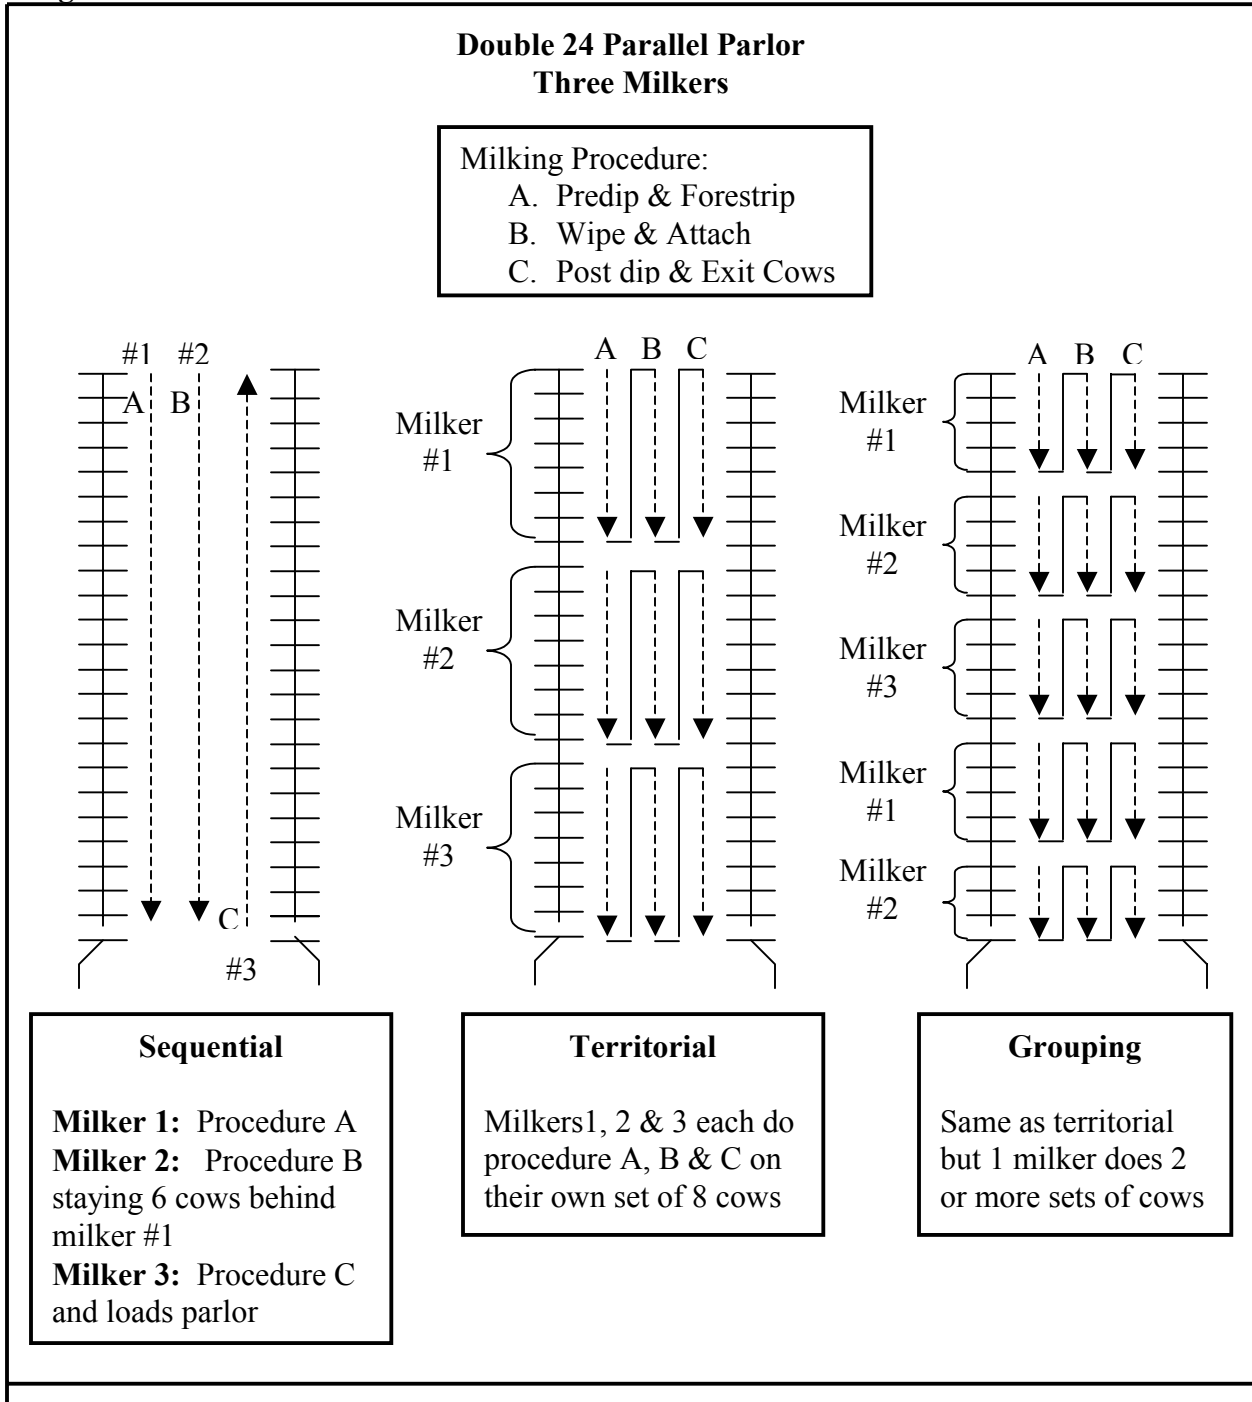 Double 24 Parallel Parlor
Three Milkers
Milking Procedure:
A. Predip & Forestrip
B. Wipe & Attach
C. Post dip & Exit Cows
#1 #2
A B
C
#3
A B C
Milker
#1
Milker
#2
Milker
#3
A B C
Milker
#1
Milker
#2
Milker
#3
Milker
#1
Milker
#2
Sequential
Milker 1: Procedure A
Milker 2: Procedure B
staying 6 cows behind
milker #1
Milker 3: Procedure C
and loads parlor
Territorial
Milkers1, 2 & 3 each do
procedure A, B & C on
their own set of 8 cows
Grouping
Same as territorial
but 1 milker does 2
or more sets of cows